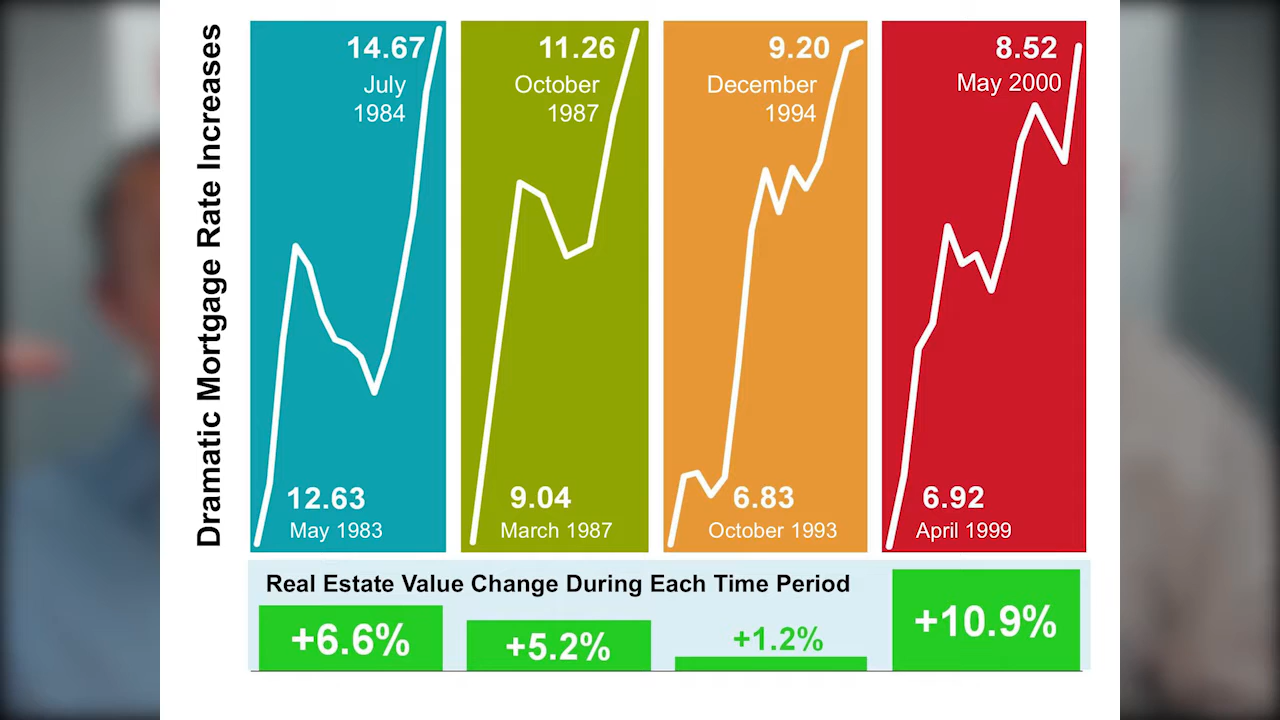 Dramatic Mortgage Rate Increases
14.67
July
1984
12.63
May 1983
11.26
October
1987
9.04
March 1987
9.20
December
1994
6.83
October 1993
8.52
May 2000
6.92
April 1999
Real Estate Value Change During Each Time Period
+6.6%
+5.2%
+1.2%
+10.9%